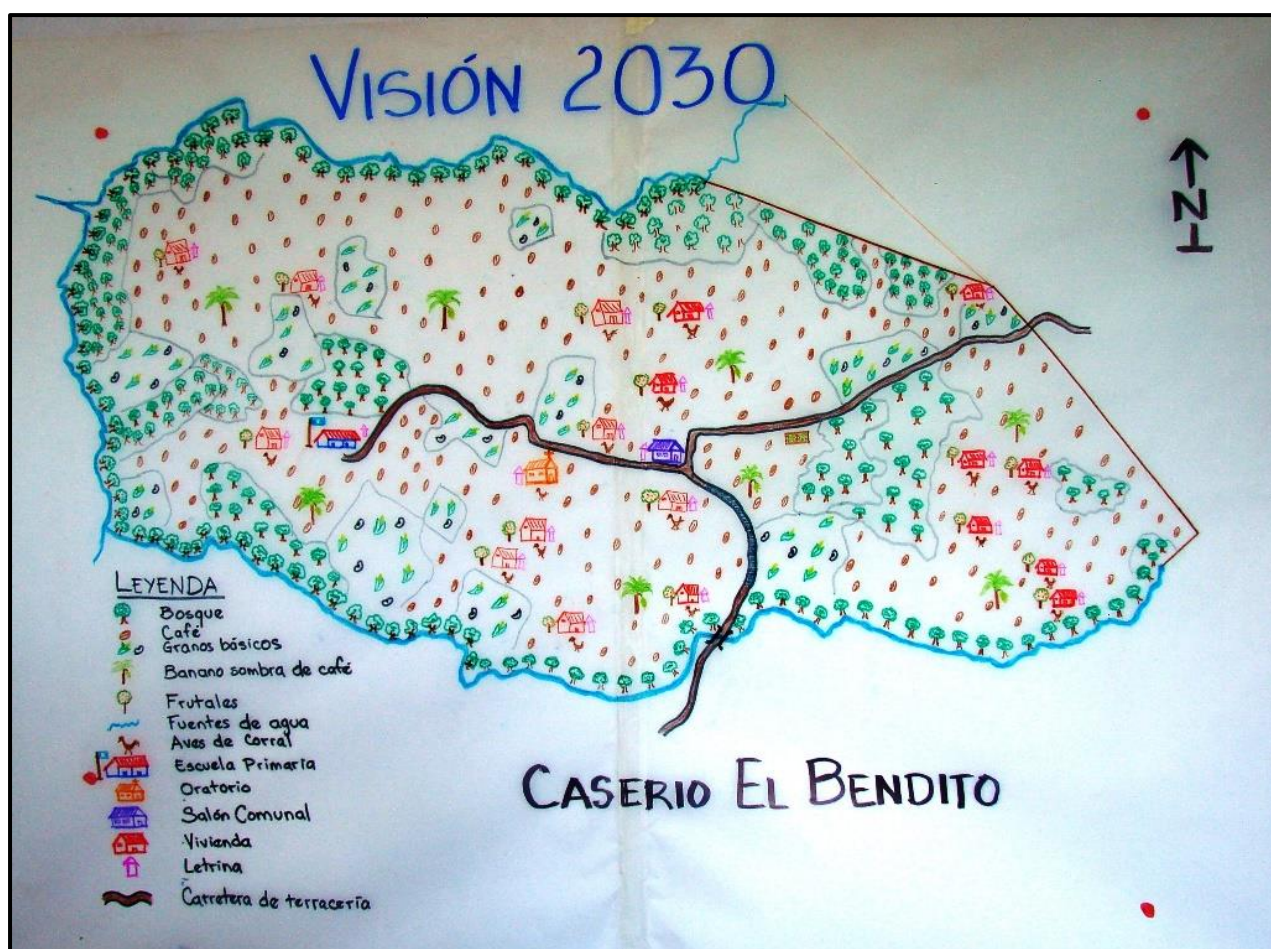 VISIÓN 2030
N
LEYENDA
Bosque
Café
Granos básicos
Banano sombra de café
Frutales
Fuentes de agua
Aves de Corral
Escuela Primaria
Oratorio
Salón Comunal
Vivienda
Letrina
Carretera de terracería
CASERIO EL BENDITO